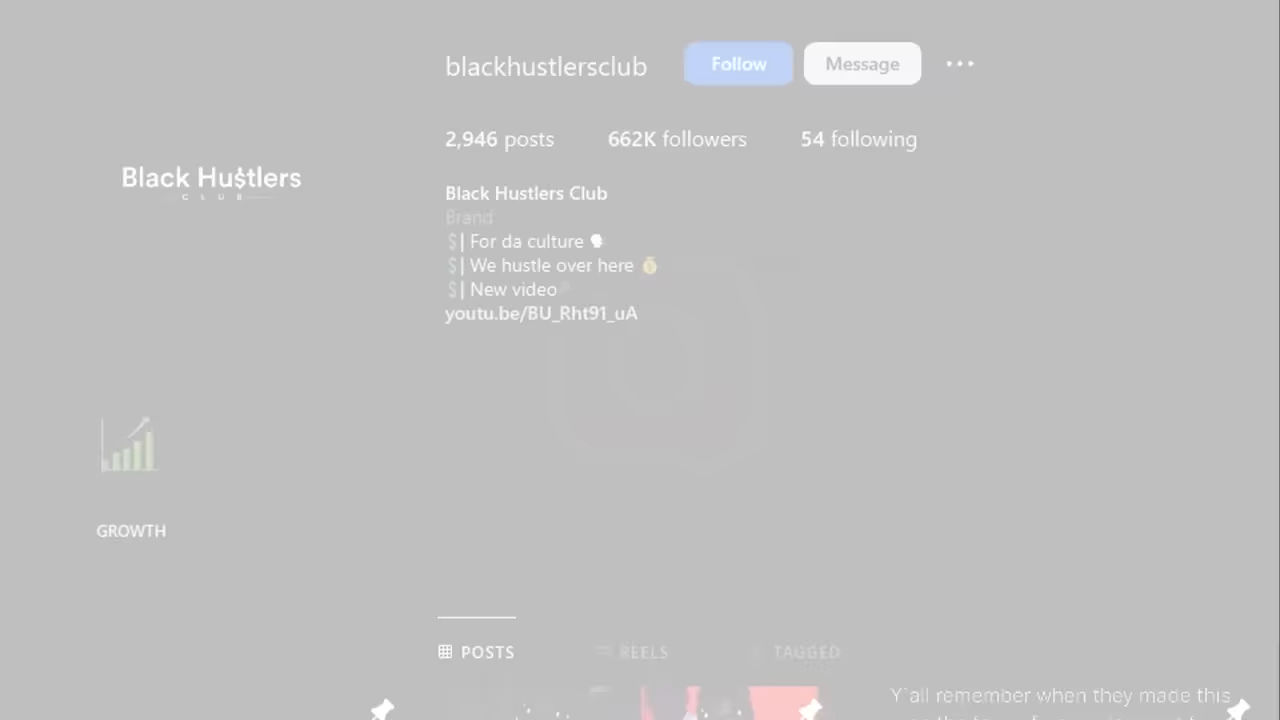 blackhustlersclub Follow Message
2,946 posts 662K followers 54 following
Black Hu$tlers
CLUB
Black Hustlers Club
Brand
$| For da culture 🗣
$| We hustle over here 💰
$| New video
youtu.be/BU_Rht91_uA
GROWTH
POSTS REELS TAGGED
Y'all remember when they made this